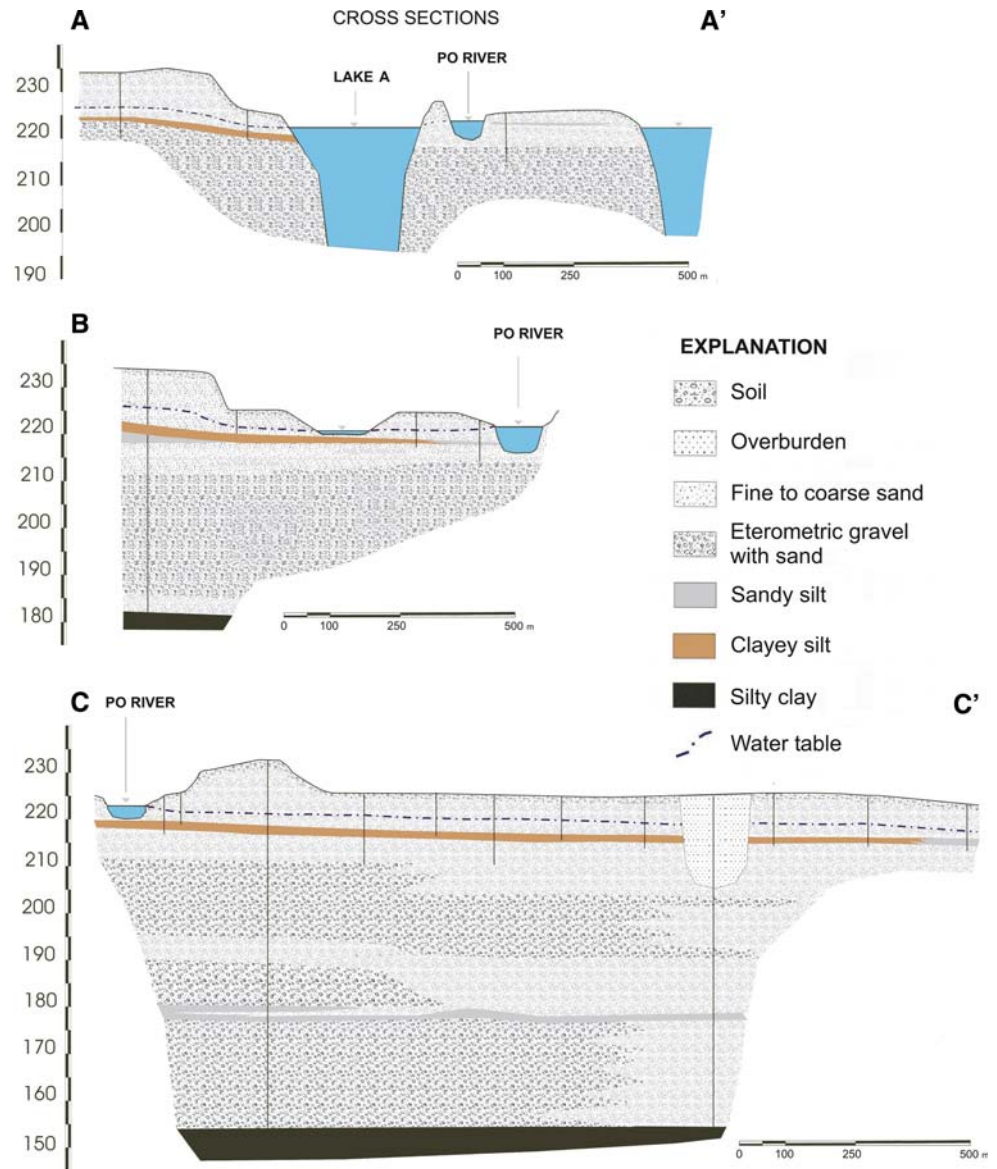 A
CROSS SECTIONS
A'
LAKE A
PO RIVER
230
220
210
200
190
0 100 250 500 m
B
PO RIVER
230
220
210
200
190
180
0 100 250 500 m
EXPLANATION
Soil
Overburden
Fine to coarse sand
Eterometric gravel
with sand
Sandy silt
Clayey silt
Silty clay
Water table
C
PO RIVER
C'
230
220
210
200
190
180
170
160
150
0 100 250 500 m